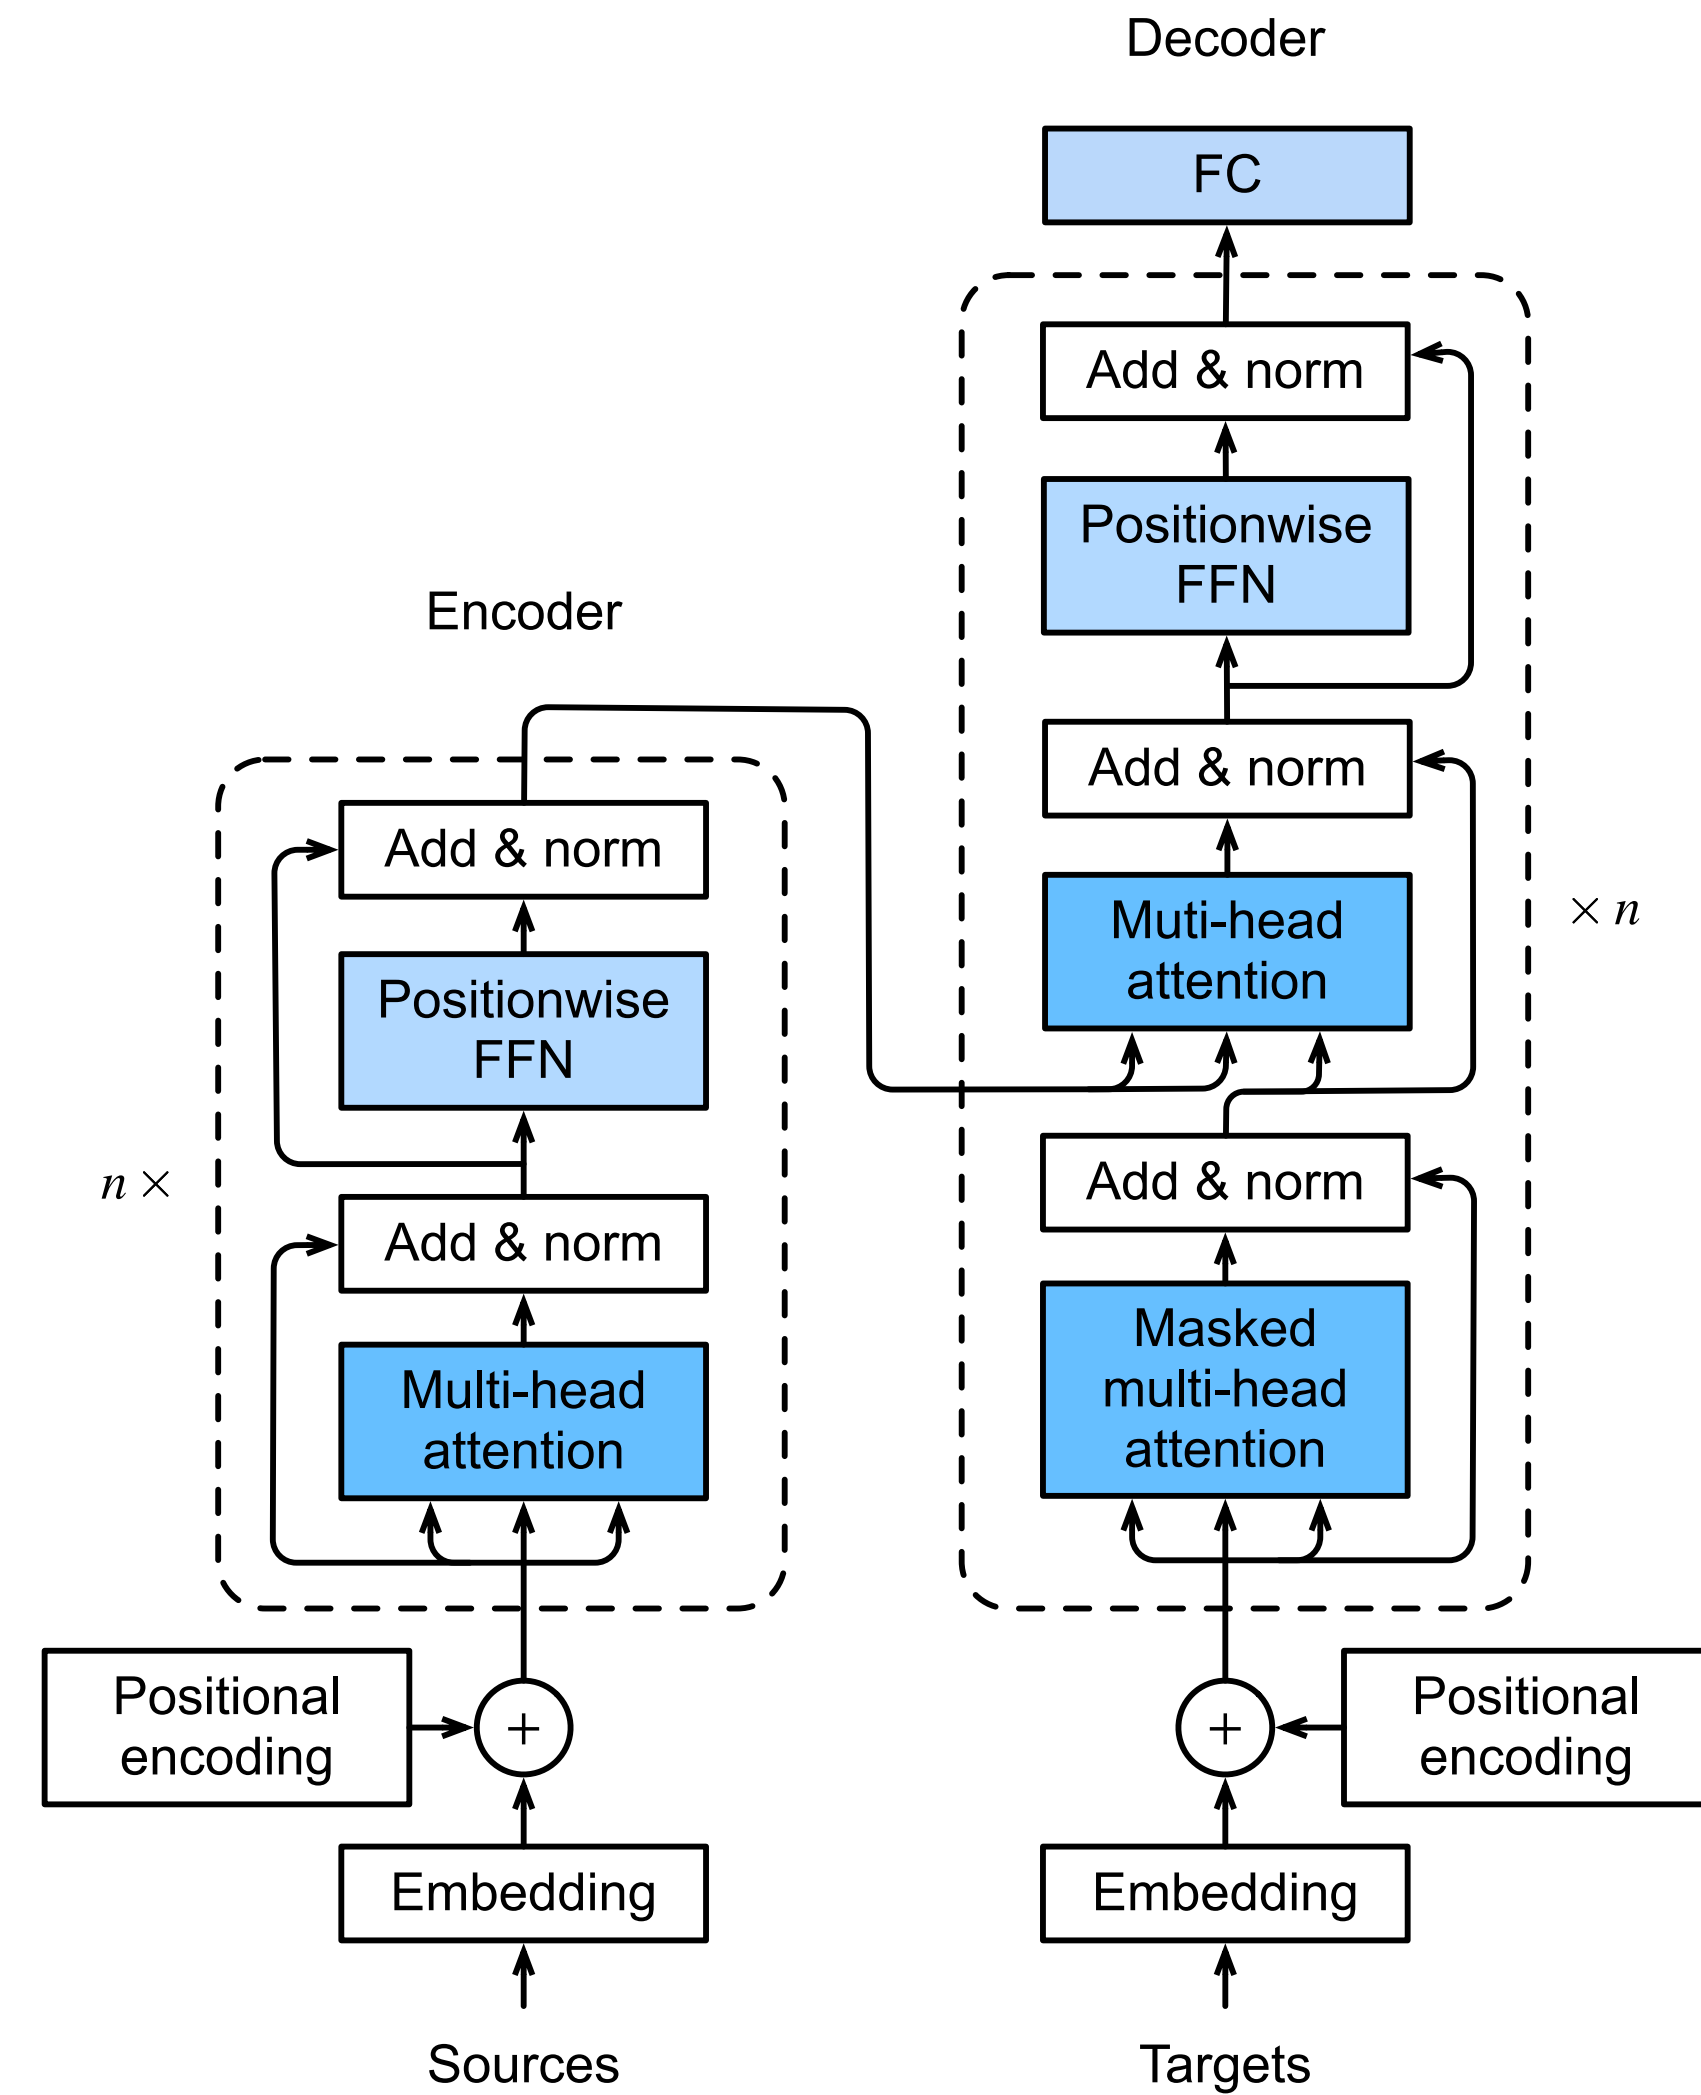 Decoder
FC
Add & norm
Positionwise
FFN
Add & norm
Muti-head
attention
× n
Add & norm
Masked
multi-head
attention
Positional
encoding
+
Embedding
Targets
Encoder
Add & norm
Positionwise
FFN
n ×
Add & norm
Multi-head
attention
Positional
encoding
+
Embedding
Sources